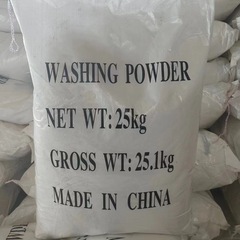 WASHING POWDER
NET WT:25kg
GROSS WT:25.1kg
MADE IN CHINA